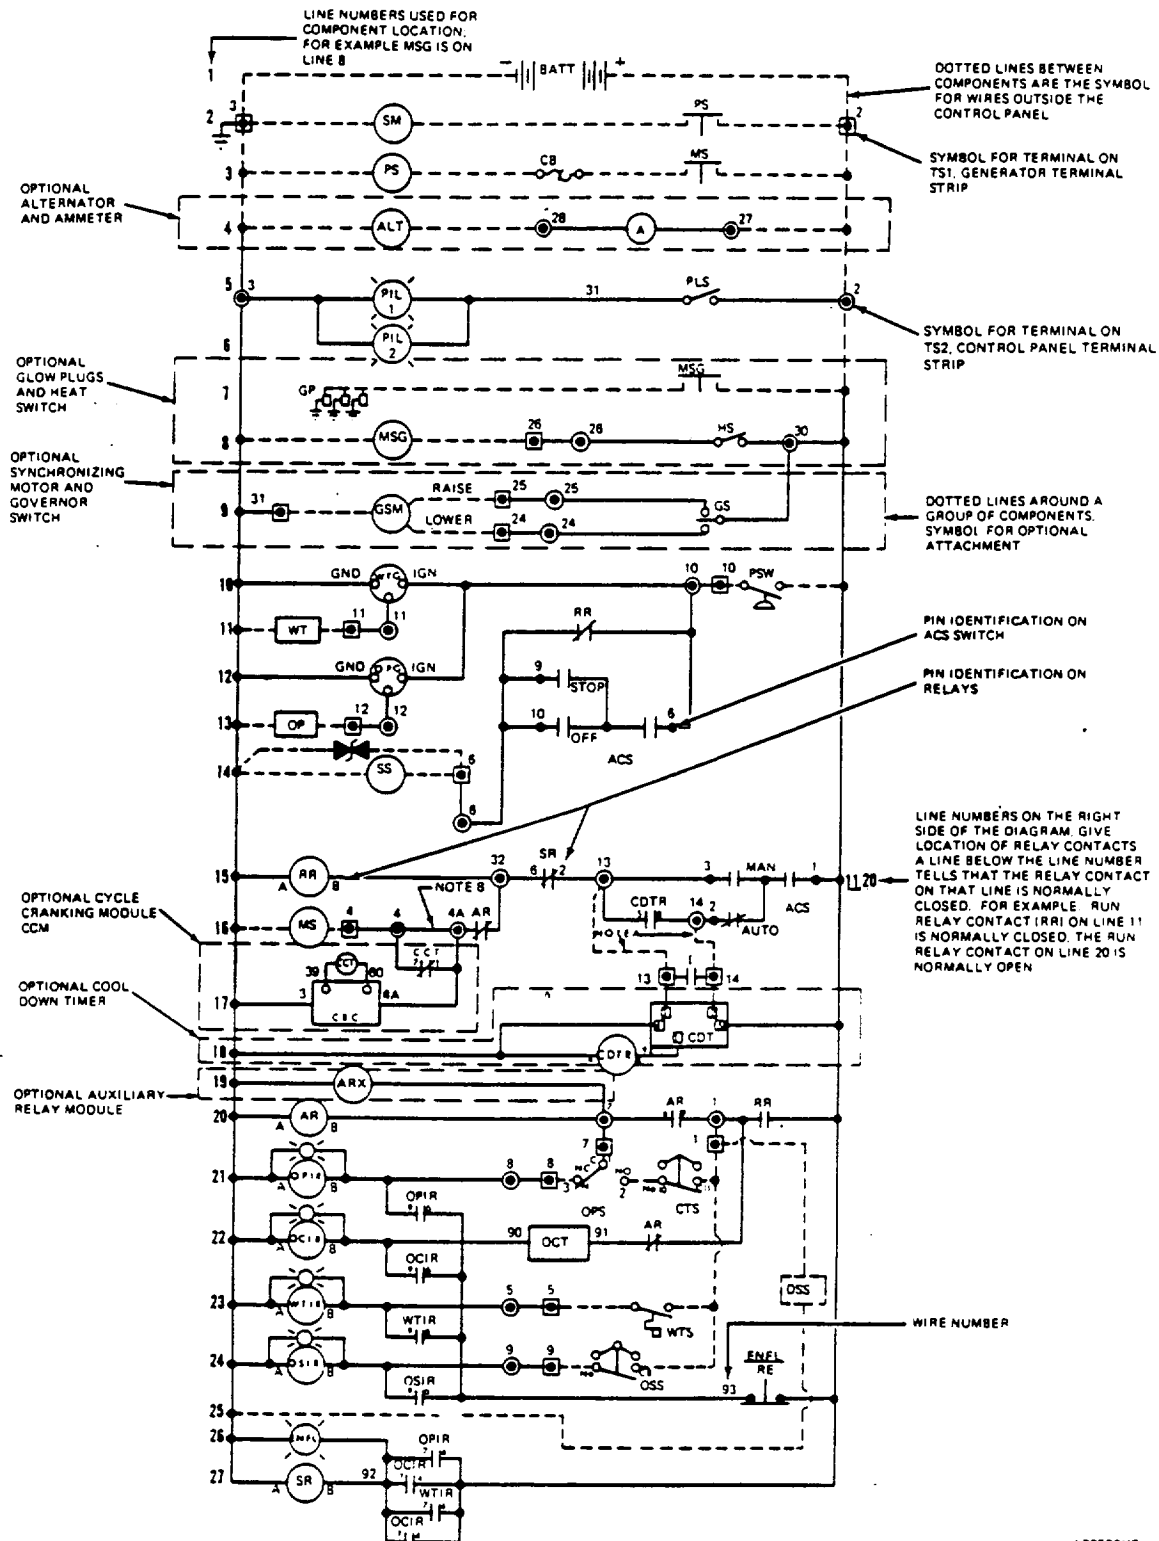 LINE NUMBERS USED FOR
COMPONENT LOCATION;
FOR EXAMPLE MSG IS ON
LINE 8
1
- BATT +
DOTTED LINES BETWEEN
COMPONENTS ARE THE SYMBOL
FOR WIRES OUTSIDE THE
CONTROL PANEL
2 3 SM PS 2
SYMBOL FOR TERMINAL ON
TS1, GENERATOR TERMINAL
STRIP
3 PS CB MS
OPTIONAL
ALTERNATOR
AND AMMETER
4 ALT 28 A 27
5 3 PIL 1 31 PLS 2
PIL 2
6
SYMBOL FOR TERMINAL ON
TS2, CONTROL PANEL TERMINAL
STRIP
OPTIONAL
GLOW PLUGS
AND HEAT
SWITCH
7 GP MSG
8 MSG 26 26 HS 30
OPTIONAL
SYNCHRONIZING
MOTOR AND
GOVERNOR
SWITCH
RAISE 25 25
9 31 GSM GS
LOWER 24 24
DOTTED LINES AROUND A
GROUP OF COMPONENTS.
SYMBOL FOR OPTIONAL
ATTACHMENT
10 GND WTG IGN 10 10 PSW
11 WT 11 11 RR
PIN IDENTIFICATION ON
ACS SWITCH
12 GND IGN 9 STOP
PIN IDENTIFICATION ON
RELAYS
13 OP 12 12 10 OFF 6
ACS
14 SS 6
6
LINE NUMBERS ON THE RIGHT
SIDE OF THE DIAGRAM, GIVE
LOCATION OF RELAY CONTACTS
A LINE BELOW THE LINE NUMBER
TELLS THAT THE RELAY CONTACT
ON THAT LINE IS NORMALLY
CLOSED. FOR EXAMPLE. RUN
RELAY CONTACT (RR) ON LINE 11
IS NORMALLY CLOSED, THE RUN
RELAY CONTACT ON LINE 20 IS
NORMALLY OPEN
15 A RR B 32 6 SR 2 13 3 MAN 1 11,20
NOTE 8
CDTR 14 2 AUTO ACS
OPTIONAL CYCLE
CRANKING MODULE
CCM
16 MS 4 4 4A AR
CCT
13 14
39 CCT 60
17 3 4A
OPTIONAL COOL
DOWN TIMER
CDT
18 CDTR
OPTIONAL AUXILIARY
RELAY MODULE
19 ARX
20 A AR B AR 1 RR
7 1
21 A OPIR B 8 8 3 NC C NO 2
OPIR OPS CTS
22 A OCIR B 90 OCT 91 AR
OCIR
DSS
23 A WTIR B 5 5 WTS
WTIR
WIRE NUMBER
24 A OSIR B 9 9 OSS
OSIR 93 ENFL/RE
25
26 ENFL OPIR
27 A SR B 92 OCIR
WTIR
OCIR